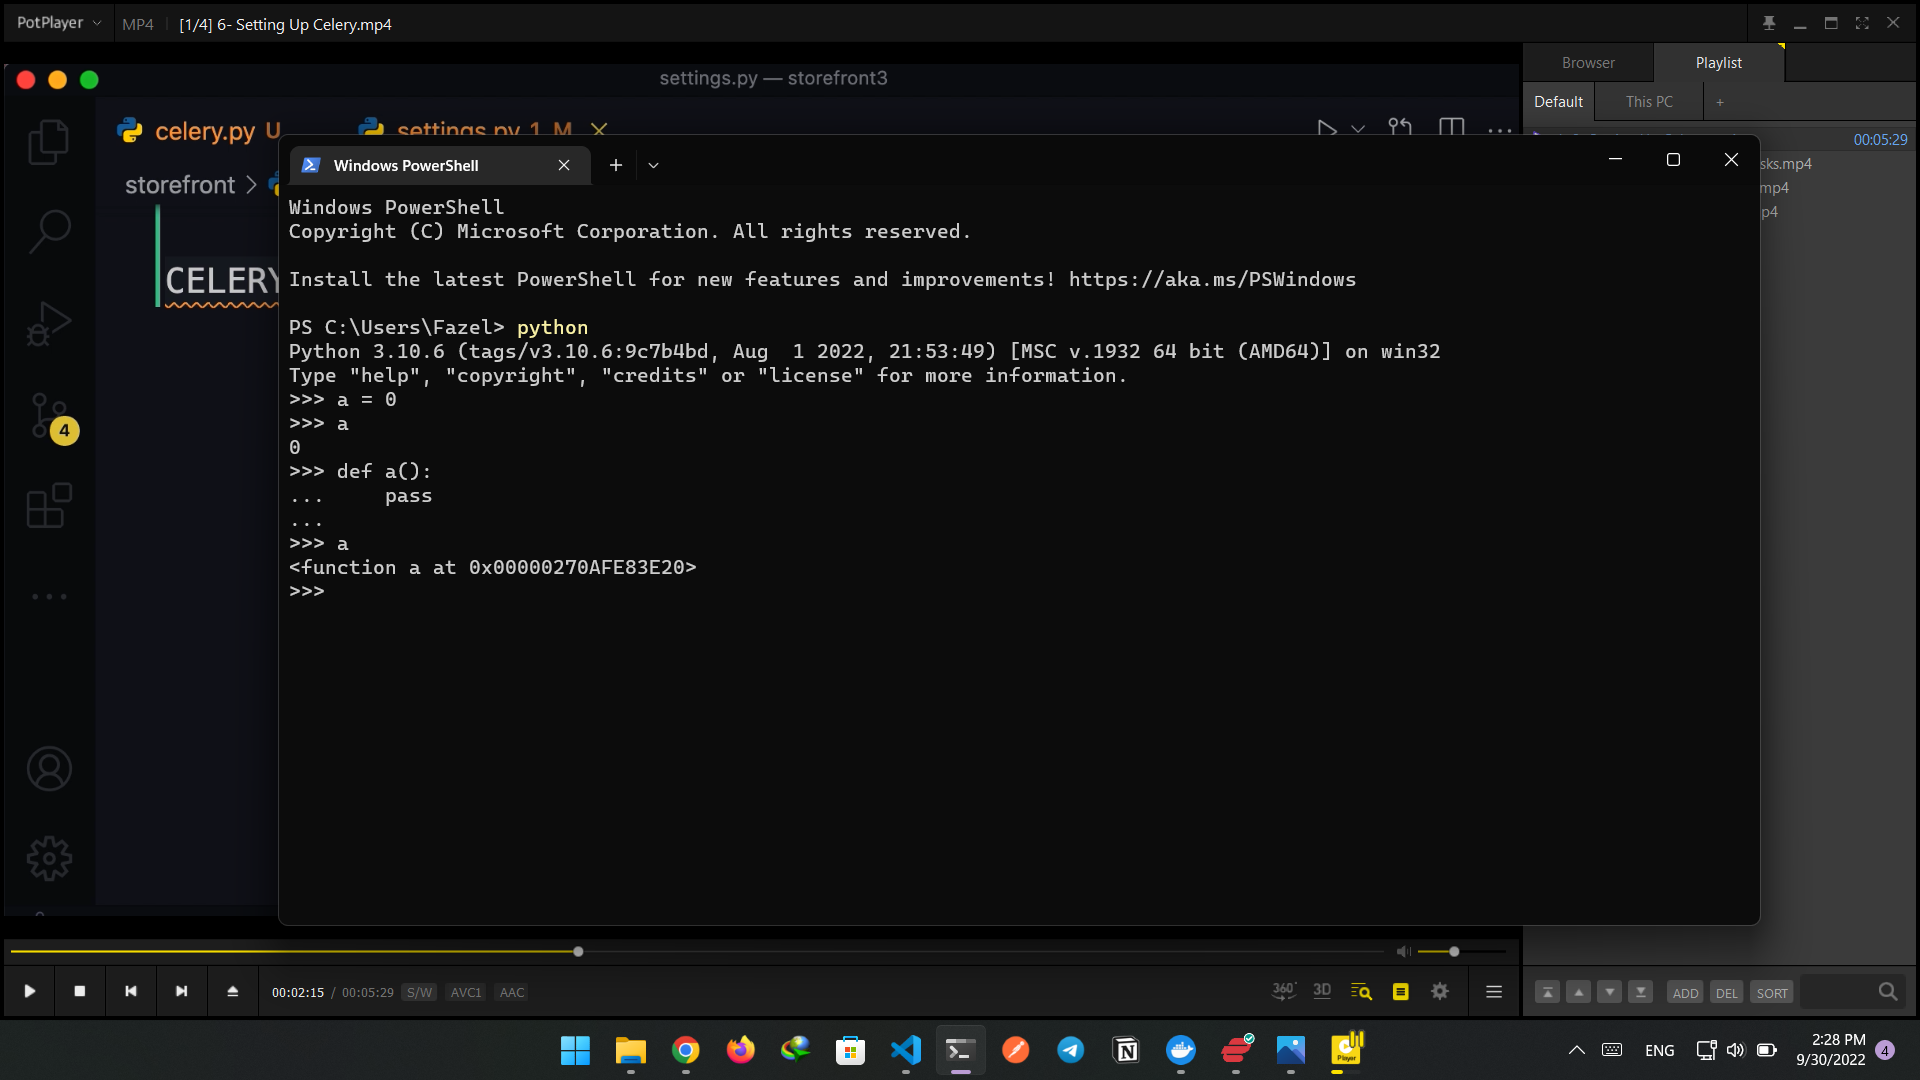 PotPlayer
MP4
[1/4] 6- Setting Up Celery.mp4
settings.py — storefront3
celery.py U
settings.py 1, M
storefront >
CELERY
Windows PowerShell
Windows PowerShell
Copyright (C) Microsoft Corporation. All rights reserved.
Install the latest PowerShell for new features and improvements! https://aka.ms/PSWindows
PS C:\Users\Fazel> python
Python 3.10.6 (tags/v3.10.6:9c7b4bd, Aug  1 2022, 21:53:49) [MSC v.1932 64 bit (AMD64)] on win32
Type "help", "copyright", "credits" or "license" for more information.
>>> a = 0
>>> a
0
>>> def a():
...     pass
...
>>> a
<function a at 0x00000270AFE83E20>
>>>
4
Browser
Playlist
Default
This PC
+
00:05:29
sks.mp4
mp4
p4
00:02:15 / 00:05:29
S/W
AVC1
AAC
360°
3D
ADD
DEL
SORT
Player
ENG
2:28 PM
9/30/2022
4